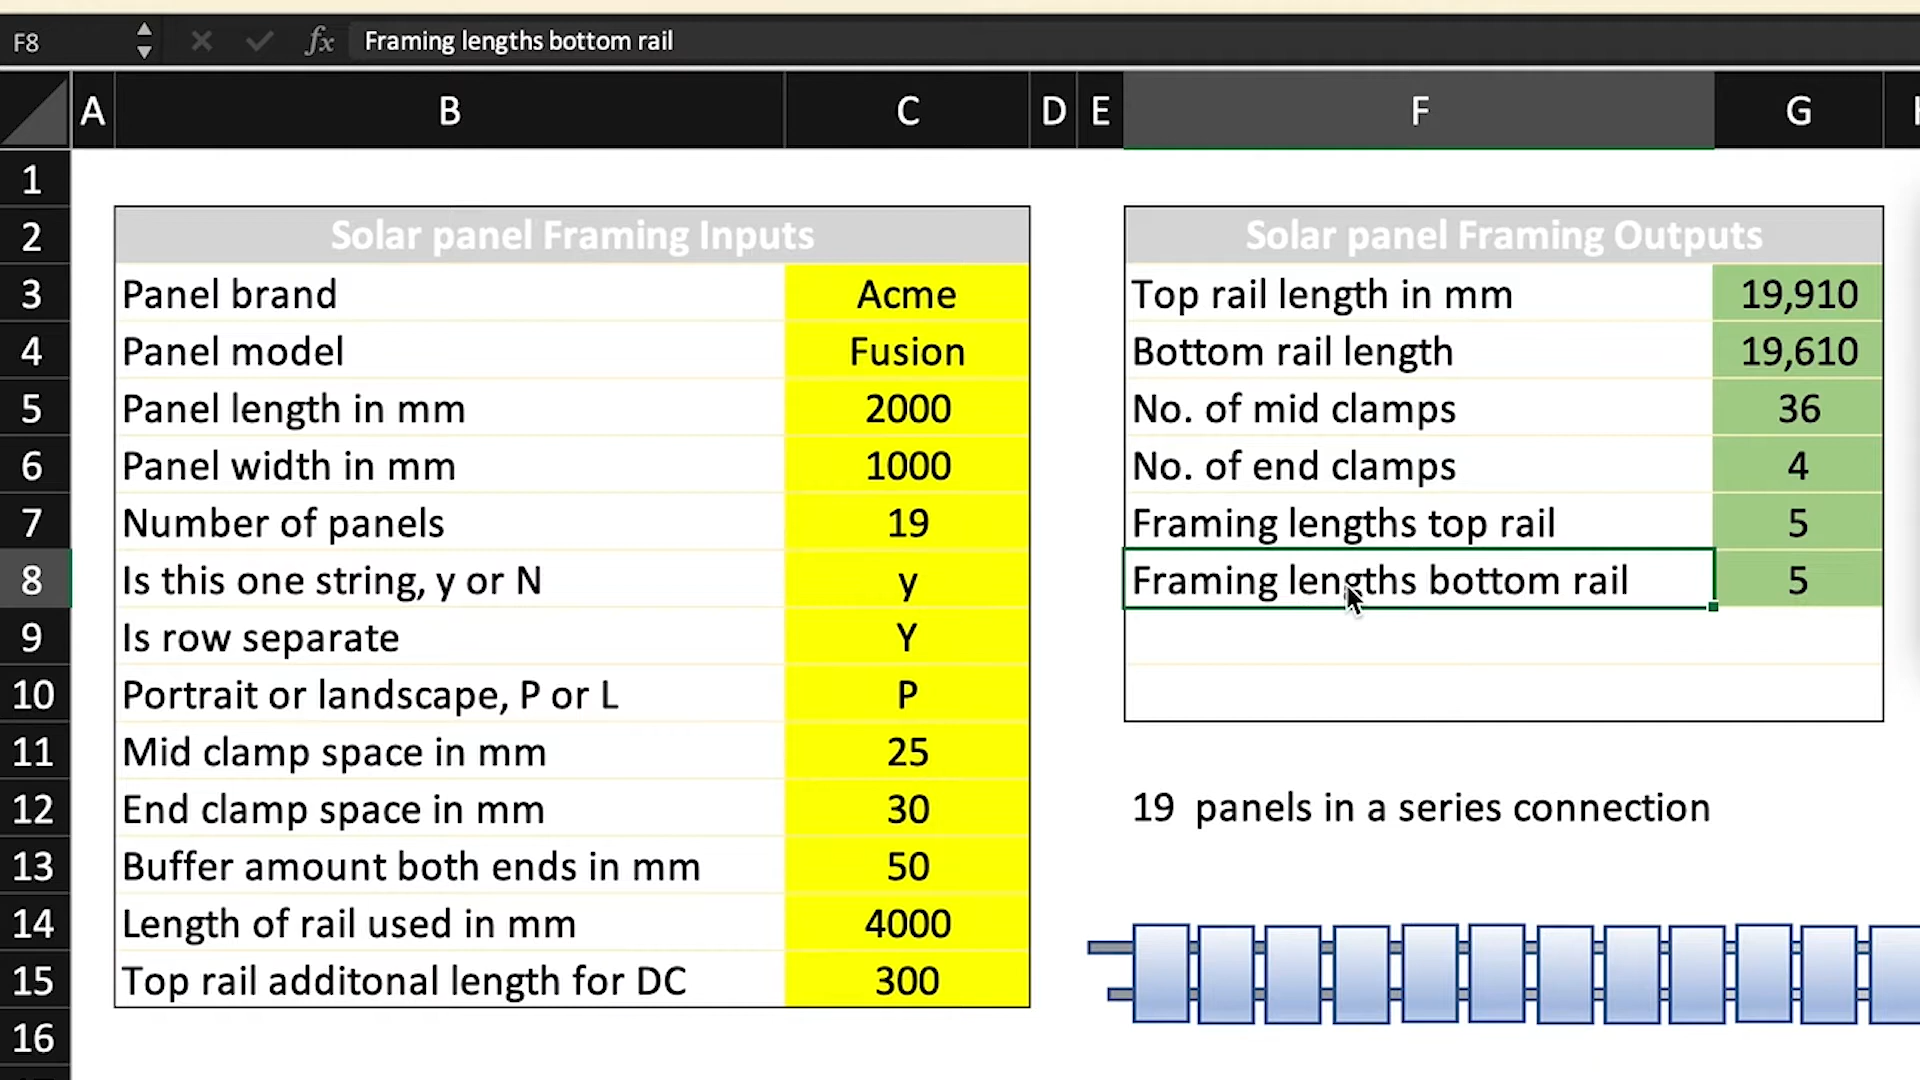 F8 fx Framing lengths bottom rail
A B C D E F G
1
2 Solar panel Framing Inputs Solar panel Framing Outputs
3 Panel brand Acme Top rail length in mm 19,910
4 Panel model Fusion Bottom rail length 19,610
5 Panel length in mm 2000 No. of mid clamps 36
6 Panel width in mm 1000 No. of end clamps 4
7 Number of panels 19 Framing lengths top rail 5
8 Is this one string, y or N y Framing lengths bottom rail 5
9 Is row separate Y
10 Portrait or landscape, P or L P
11 Mid clamp space in mm 25
12 End clamp space in mm 30 19 panels in a series connection
13 Buffer amount both ends in mm 50
14 Length of rail used in mm 4000
15 Top rail additonal length for DC 300
16